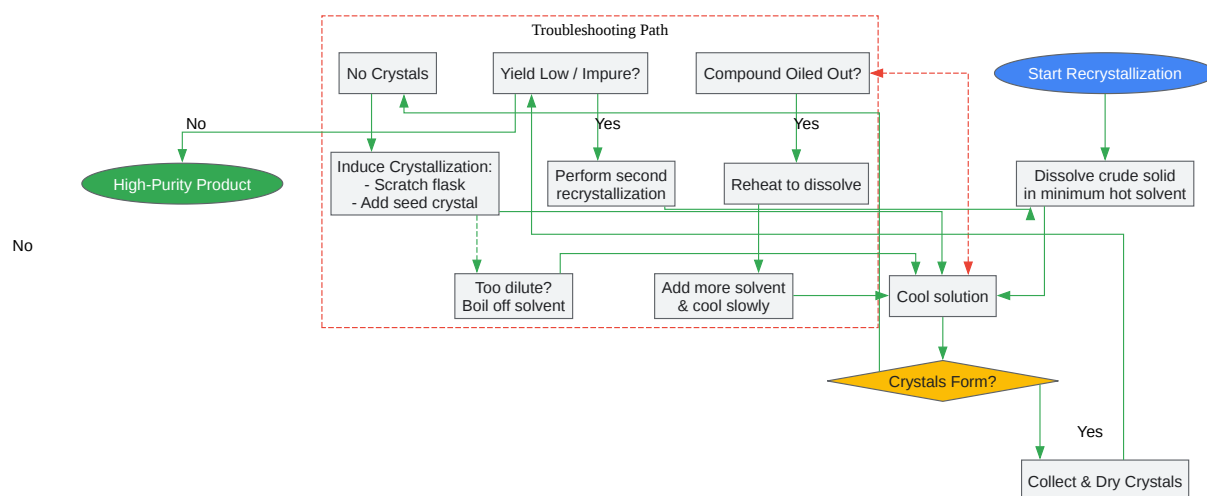 Troubleshooting Path
No Crystals
Yield Low / Impure?
Compound Oiled Out?
Start Recrystallization
No
Yes
Yes
High-Purity Product
Induce Crystallization:
- Scratch flask
- Add seed crystal
Perform second
recrystallization
Reheat to dissolve
Dissolve crude solid
in minimum hot solvent
No
Too dilute?
Boil off solvent
Add more solvent
& cool slowly
Cool solution
Crystals Form?
Yes
Collect & Dry Crystals